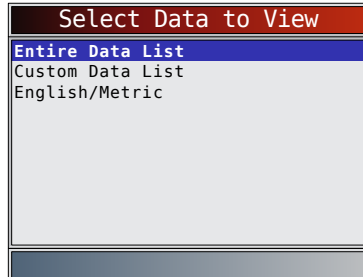 Select Data to View
Entire Data List
Custom Data List
English/Metric